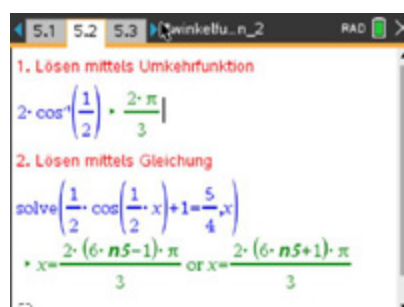 5.1 5.2 5.3 winkelfu…n_2 RAD
1. Lösen mittels Umkehrfunktion
2·cos⁻¹(1/2) ▸ 2·π/3
2. Lösen mittels Gleichung
solve(1/2·cos(1/2·x)+1=5/4,x)
▸ x=2·(6·n5−1)·π/3 or x=2·(6·n5+1)·π/3